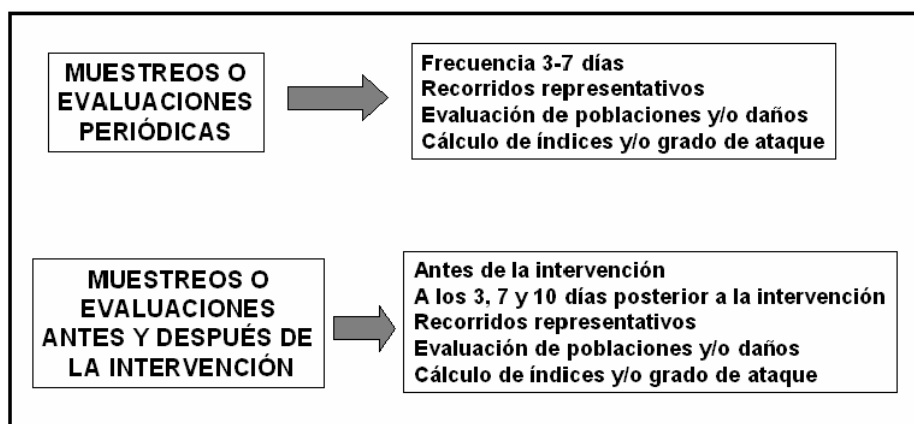 MUESTREOS O
EVALUACIONES
PERIÓDICAS
Frecuencia 3-7 días
Recorridos representativos
Evaluación de poblaciones y/o daños
Cálculo de índices y/o grado de ataque
MUESTREOS O
EVALUACIONES
ANTES Y DESPUÉS DE
LA INTERVENCIÓN
Antes de la intervención
A los 3, 7 y 10 días posterior a la intervención
Recorridos representativos
Evaluación de poblaciones y/o daños
Cálculo de índices y/o grado de ataque